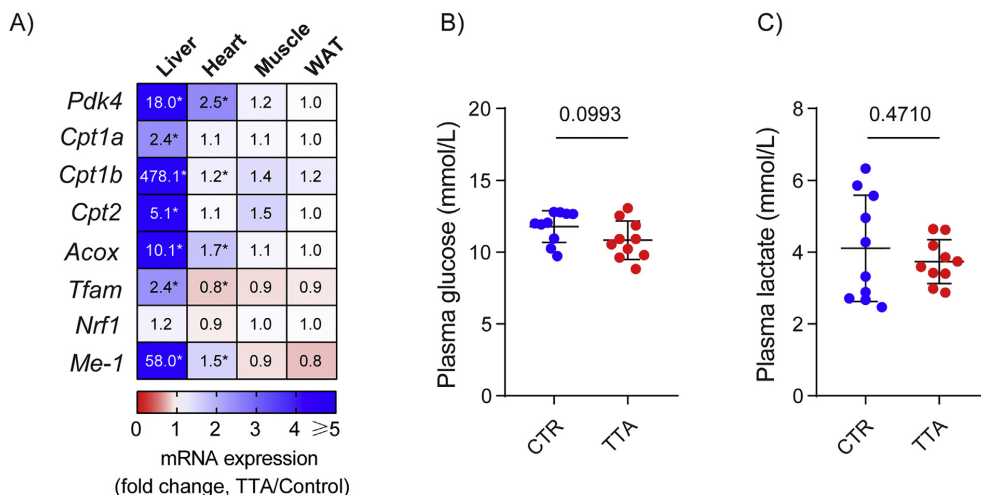 A)
Liver Heart Muscle WAT
Pdk4 18.0* 2.5* 1.2 1.0
Cpt1a 2.4* 1.1 1.1 1.0
Cpt1b 478.1* 1.2* 1.4 1.2
Cpt2 5.1* 1.1 1.5 1.0
Acox 10.1* 1.7* 1.1 1.0
Tfam 2.4* 0.8* 0.9 0.9
Nrf1 1.2 0.9 1.0 1.0
Me-1 58.0* 1.5* 0.9 0.8
0 1 2 3 4 ≥5
mRNA expression
(fold change, TTA/Control)
B)
Plasma glucose (mmol/L)
20
15
10
5
0
0.0993
CTR TTA
C)
Plasma lactate (mmol/L)
8
6
4
2
0
0.4710
CTR TTA